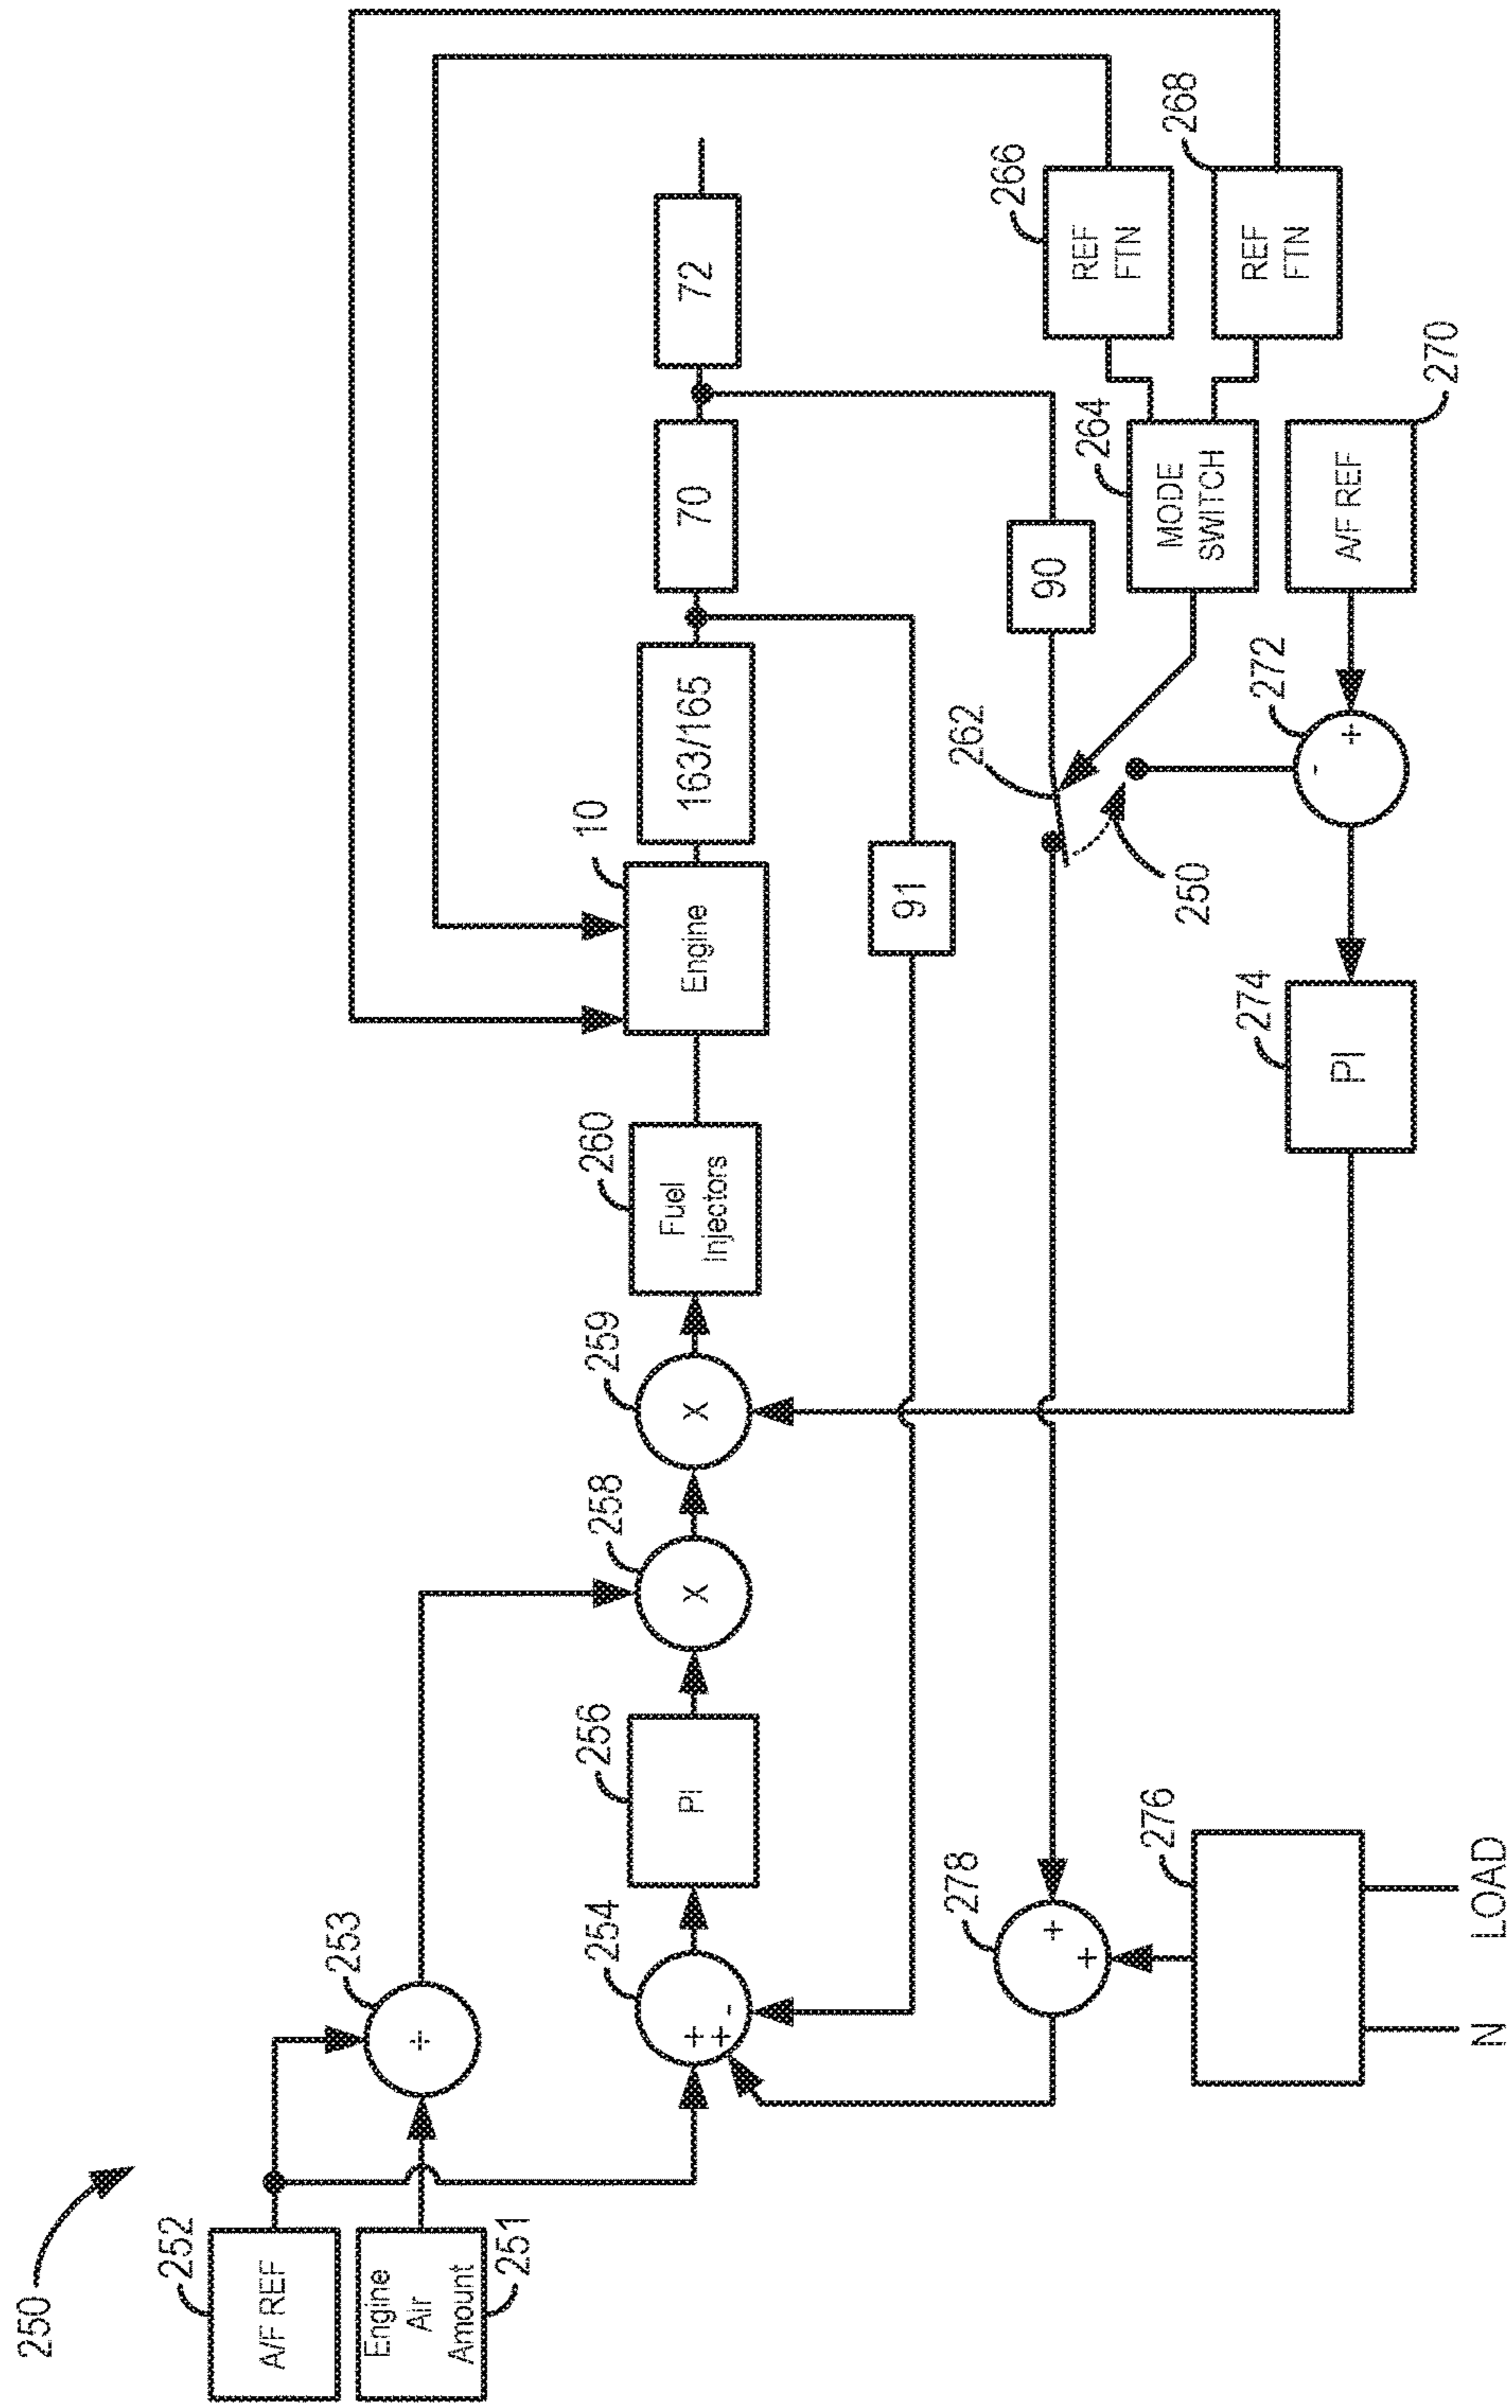 250
252
A/F REF
Engine
Air
Amount
251
253
÷
254
+
+
-
256
PI
258
X
259
X
260
Fuel
Injectors
10
Engine
163/165
70
72
91
90
262
250
264
MODE
SWITCH
266
REF
FTN
268
REF
FTN
270
A/F REF
272
+
-
274
PI
276
278
+
+
N
LOAD